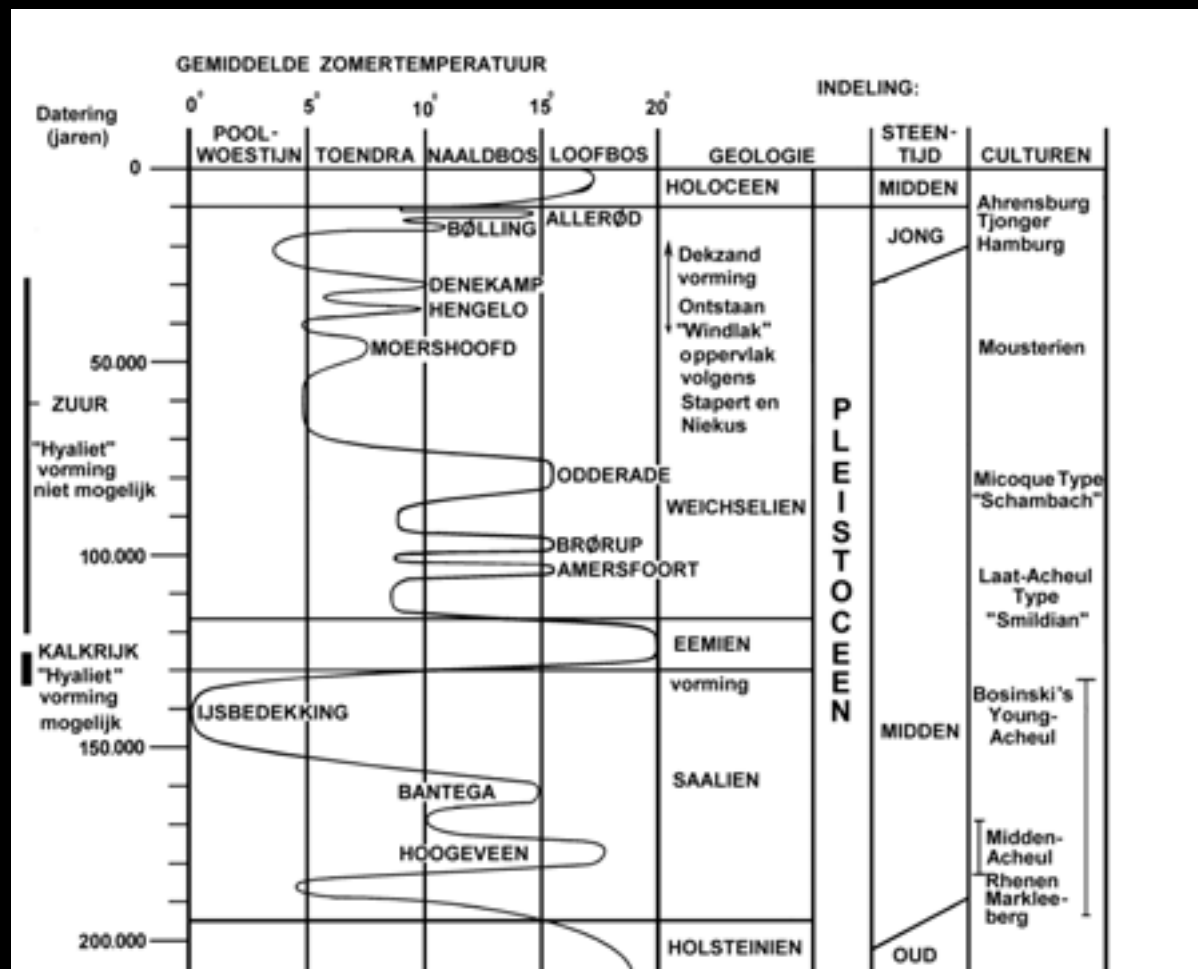 GEMIDDELDE ZOMERTEMPERATUUR
INDELING:
Datering
(jaren)
0° 5° 10° 15° 20°
POOL-
WOESTIJN
TOENDRA
NAALDBOS
LOOFBOS
GEOLOGIE
STEEN-
TIJD
CULTUREN
0
HOLOCEEN
MIDDEN
ALLERØD
BØLLING
JONG
Ahrensburg
Tjonger
Hamburg
Dekzand
vorming
DENEKAMP
HENGELO
Ontstaan
"Windlak"
oppervlak
volgens
Stapert en
Niekus
MOERSHOOFD
Mousterien
50.000
ZUUR
"Hyaliet"
vorming
niet mogelijk
PLEISTOCEEN
ODDERADE
WEICHSELIEN
Micoque Type
"Schambach"
BRØRUP
100.000
AMERSFOORT
Laat-Acheul
Type
"Smildian"
EEMIEN
KALKRIJK
"Hyaliet"
vorming
mogelijk
vorming
IJSBEDEKKING
Bosinski's
Young-
Acheul
MIDDEN
150.000
BANTEGA
SAALIEN
HOOGEVEEN
Midden-
Acheul
Rhenen
Marklee-
berg
200.000
HOLSTEINIEN
OUD